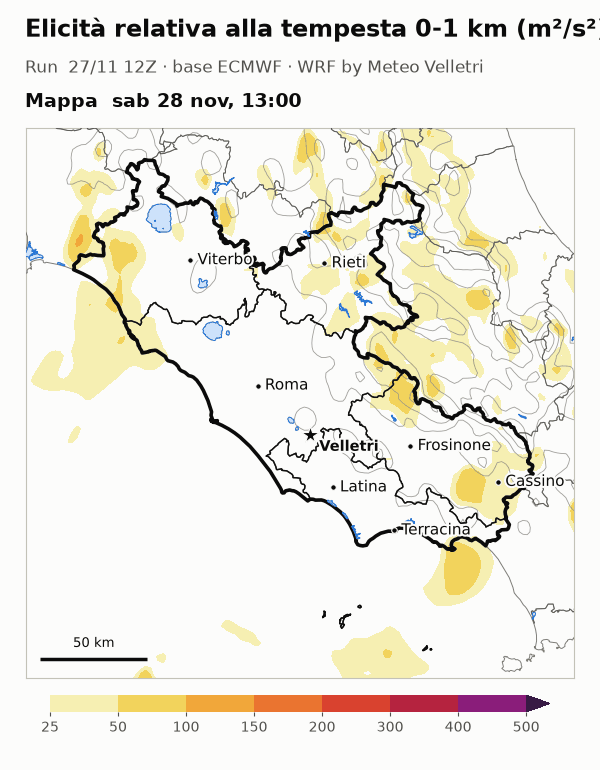 Elicità relativa alla tempesta 0-1 km (m²/s²)
Run 27/11 12Z · base ECMWF · WRF by Meteo Velletri
Mappa sab 28 nov, 13:00
Viterbo
Rieti
Roma
Velletri
Frosinone
Cassino
Latina
Terracina
50 km
25 50 100 150 200 300 400 500